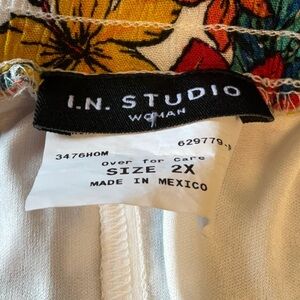 I.N. STUDIO
WOMAN
3476HOM 629779-
Over for Care
SIZE 2X
MADE IN MEXICO